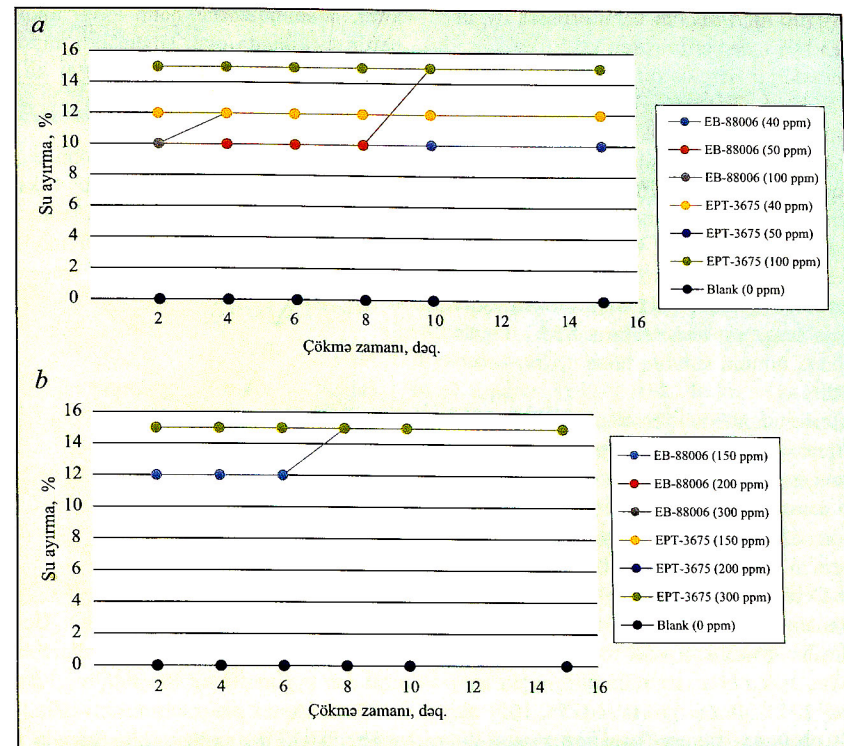 a
Su ayırma, %
16
14
12
10
8
6
4
2
0
2 4 6 8 10 12 14 16
Çökmə zamanı, dəq.
EB-88006 (40 ppm)
EB-88006 (50 ppm)
EB-88006 (100 ppm)
EPT-3675 (40 ppm)
EPT-3675 (50 ppm)
EPT-3675 (100 ppm)
Blank (0 ppm)
b
Su ayırma, %
16
14
12
10
8
6
4
2
0
2 4 6 8 10 12 14 16
Çökmə zamanı, dəq.
EB-88006 (150 ppm)
EB-88006 (200 ppm)
EB-88006 (300 ppm)
EPT-3675 (150 ppm)
EPT-3675 (200 ppm)
EPT-3675 (300 ppm)
Blank (0 ppm)